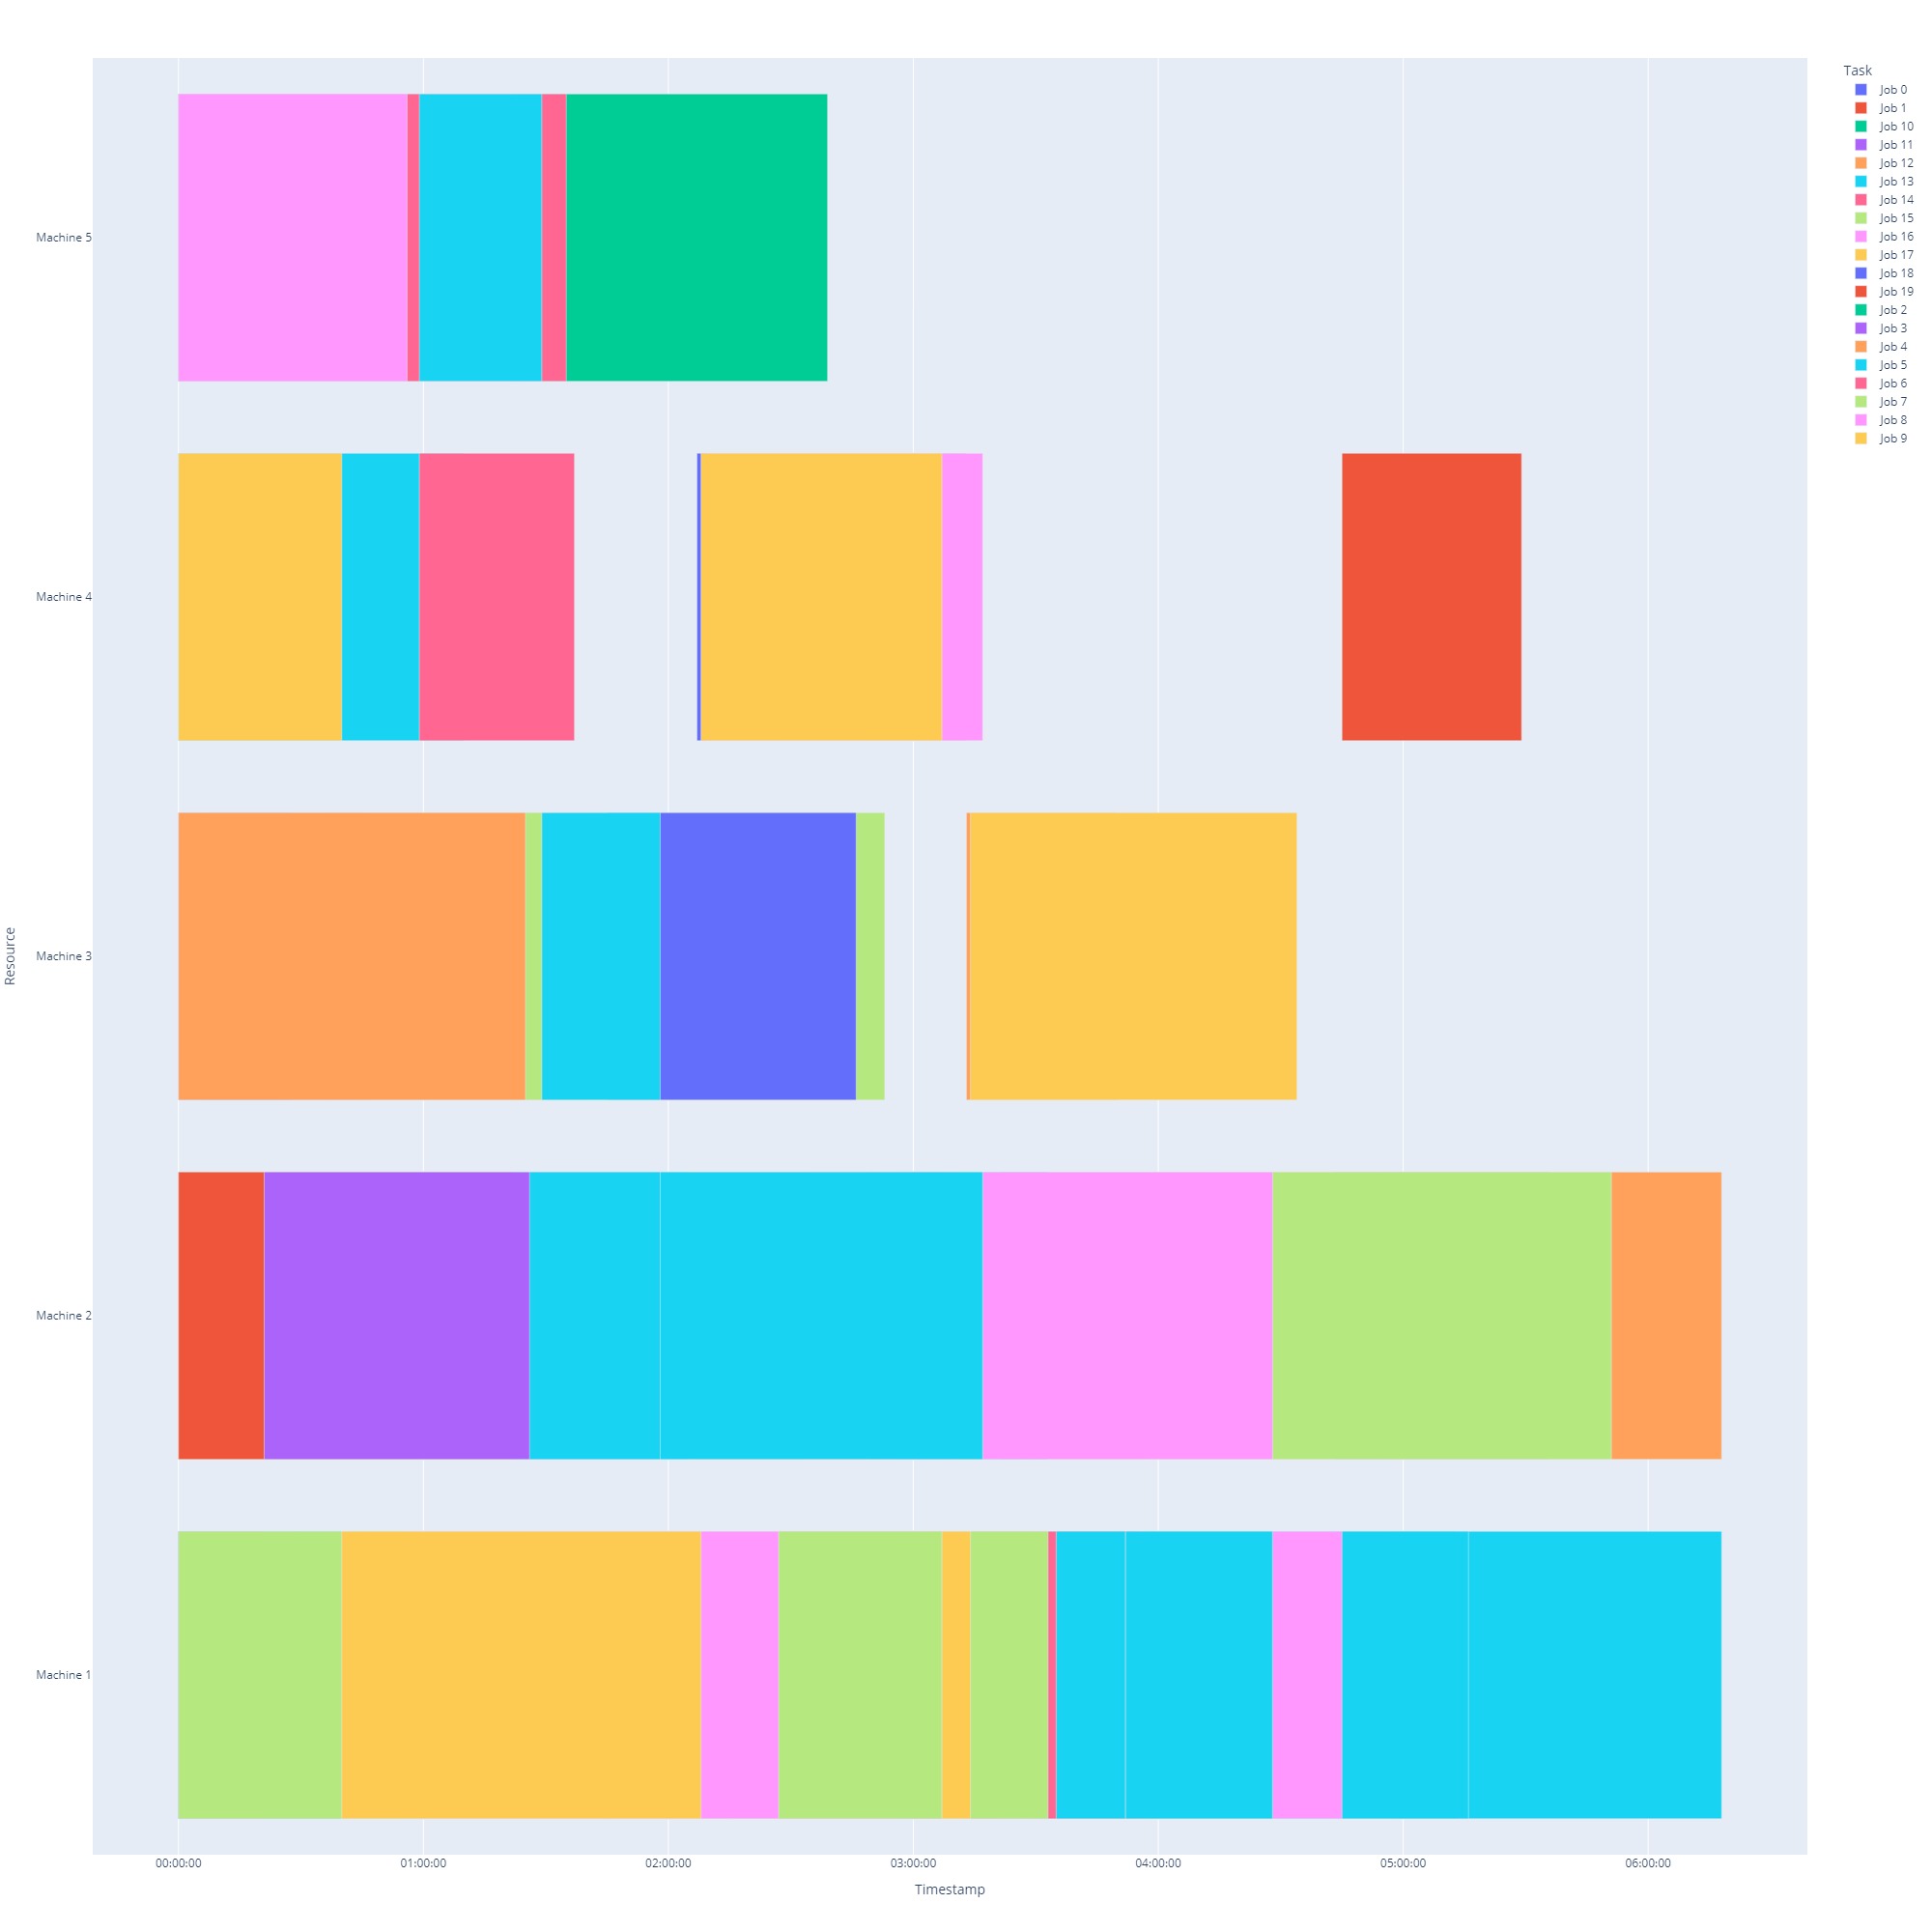 Task
Job 0
Job 1
Job 10
Job 11
Job 12
Job 13
Job 14
Job 15
Job 16
Job 17
Job 18
Job 19
Job 2
Job 3
Job 4
Job 5
Job 6
Job 7
Job 8
Job 9
Machine 5
Machine 4
Machine 3
Resource
Machine 2
Machine 1
00:00:00 01:00:00 02:00:00 03:00:00 04:00:00 05:00:00 06:00:00
Timestamp